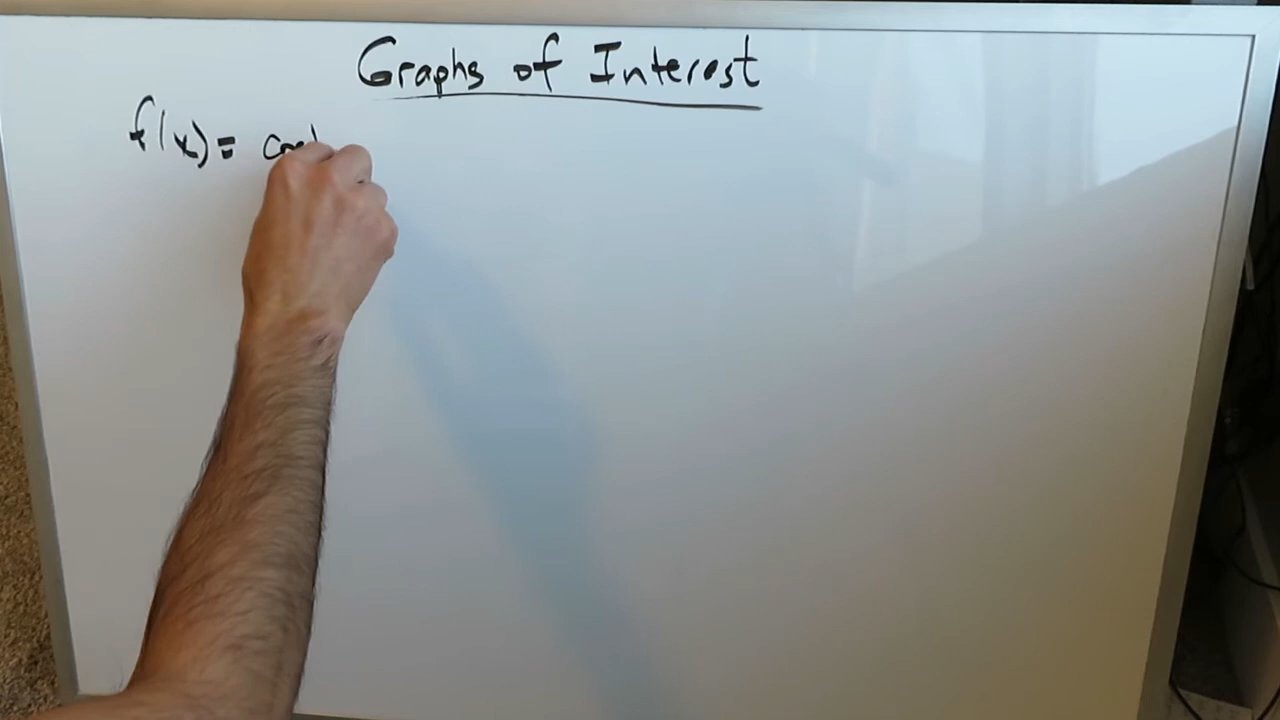 Graphs of Interest
f(x) =